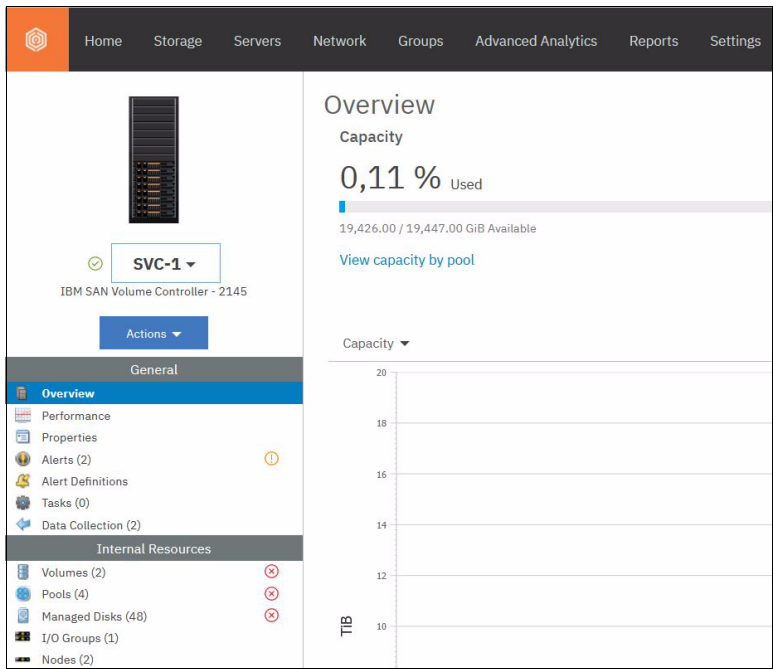 Home Storage Servers Network Groups Advanced Analytics Reports Settings
SVC-1
IBM SAN Volume Controller - 2145
Actions
General
Overview
Performance
Properties
Alerts (2)
Alert Definitions
Tasks (0)
Data Collection (2)
Internal Resources
Volumes (2)
Pools (4)
Managed Disks (48)
I/O Groups (1)
Nodes (2)
Overview
Capacity
0,11 % Used
19,426.00 / 19,447.00 GiB Available
View capacity by pool
Capacity
20
18
16
14
12
10
TiB